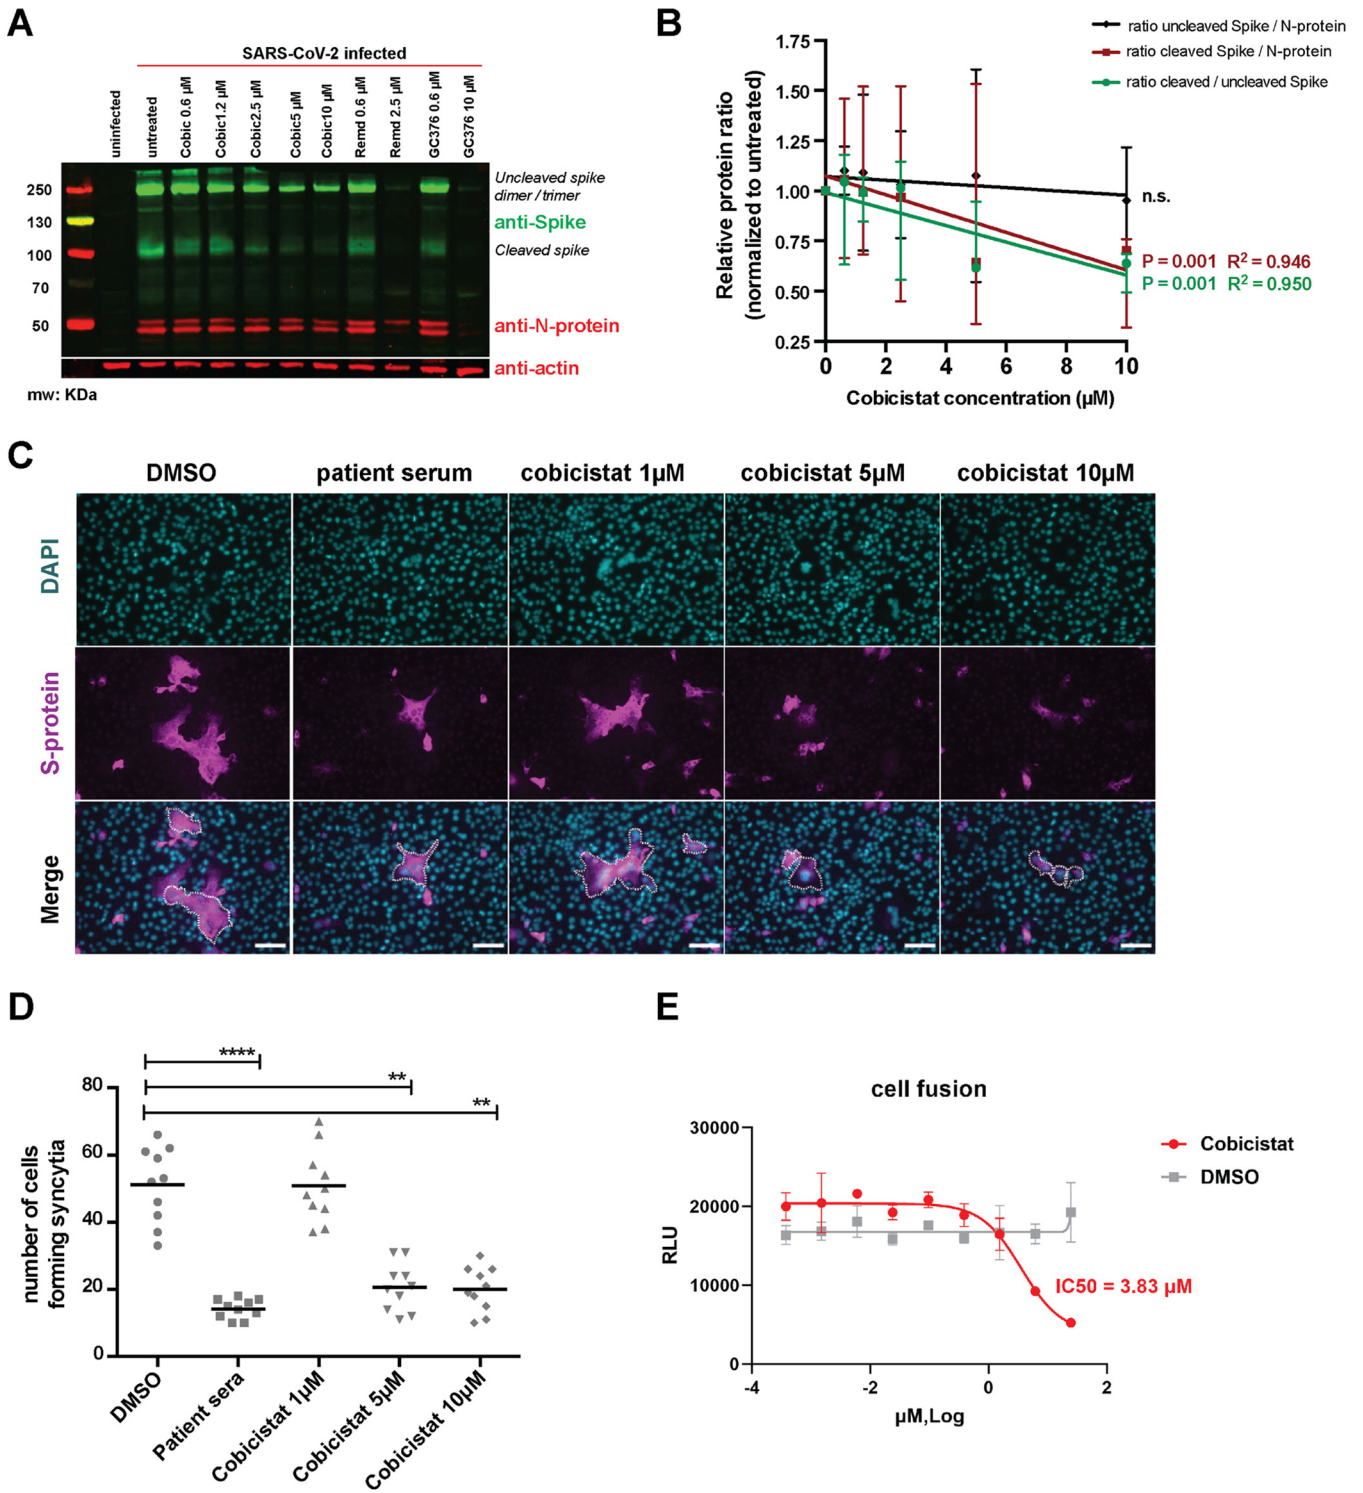 A
SARS-CoV-2 infected
uninfected
untreated
Cobic 0.6 µM
Cobic1.2 µM
Cobic2.5 µM
Cobic5 µM
Cobic10 µM
Remd 0.6 µM
Remd 2.5 µM
GC376 0.6 µM
GC376 10 µM
250
130
100
70
50
mw: KDa
Uncleaved spike
dimer / trimer
anti-Spike
Cleaved spike
anti-N-protein
anti-actin
B
ratio uncleaved Spike / N-protein
ratio cleaved Spike / N-protein
ratio cleaved / uncleaved Spike
Relative protein ratio
(normalized to untreated)
1.75
1.50
1.25
1.00
0.75
0.50
0.25
n.s.
P = 0.001 R² = 0.946
P = 0.001 R² = 0.950
0 2 4 6 8 10
Cobicistat concentration (µM)
C
DMSO patient serum cobicistat 1µM cobicistat 5µM cobicistat 10µM
DAPI
S-protein
Merge
D
number of cells
forming syncytia
80
60
40
20
0
****
**
**
DMSO
Patient sera
Cobicistat 1µM
Cobicistat 5µM
Cobicistat 10µM
E
cell fusion
RLU
30000
20000
10000
0
Cobicistat
DMSO
IC50 = 3.83 µM
-4 -2 0 2
µM,Log